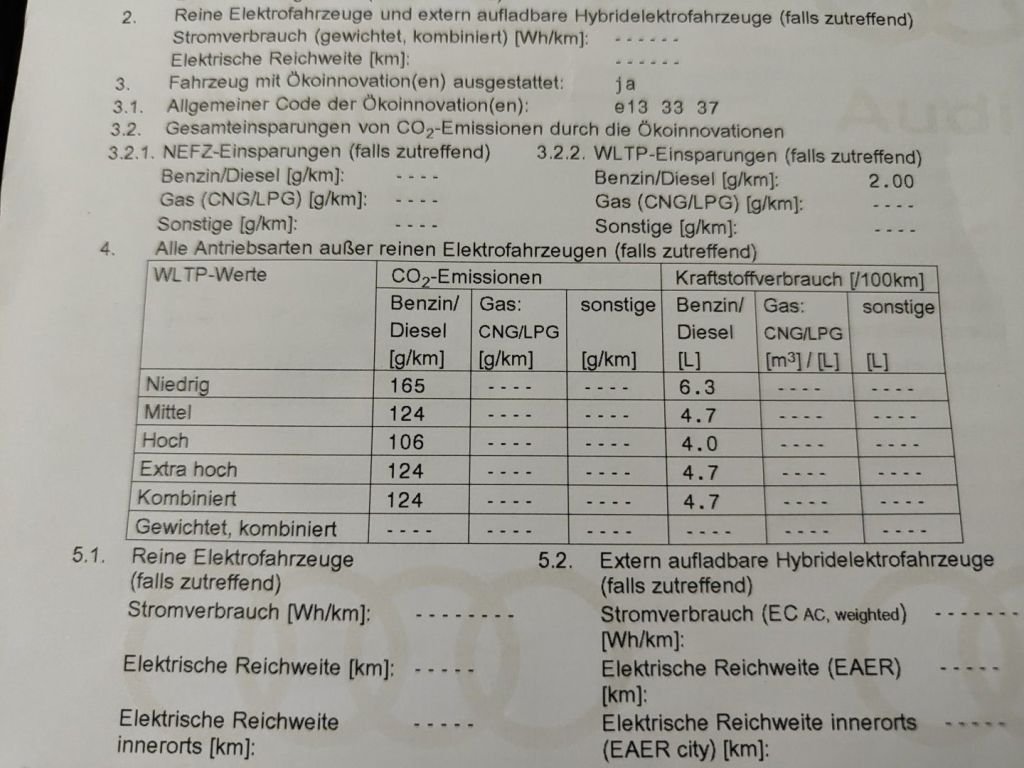 2. Reine Elektrofahrzeuge und extern aufladbare Hybridelektrofahrzeuge (falls zutreffend)
Stromverbrauch (gewichtet, kombiniert) [Wh/km]: ------
Elektrische Reichweite [km]: ------
3. Fahrzeug mit Ökoinnovation(en) ausgestattet: ja
3.1. Allgemeiner Code der Ökoinnovation(en): e13 33 37
3.2. Gesamteinsparungen von CO₂-Emissionen durch die Ökoinnovationen
3.2.1. NEFZ-Einsparungen (falls zutreffend) 3.2.2. WLTP-Einsparungen (falls zutreffend)
Benzin/Diesel [g/km]: ---- Benzin/Diesel [g/km]: 2.00
Gas (CNG/LPG) [g/km]: ---- Gas (CNG/LPG) [g/km]: ----
Sonstige [g/km]: ---- Sonstige [g/km]: ----
4. Alle Antriebsarten außer reinen Elektrofahrzeugen (falls zutreffend)
WLTP-Werte CO₂-Emissionen Kraftstoffverbrauch [/100km]
Benzin/ Gas: sonstige Benzin/ Gas: sonstige
Diesel CNG/LPG Diesel CNG/LPG
[g/km] [g/km] [g/km] [L] [m³] / [L] [L]
Niedrig 165 ---- ---- 6.3 ---- ----
Mittel 124 ---- ---- 4.7 ---- ----
Hoch 106 ---- ---- 4.0 ---- ----
Extra hoch 124 ---- ---- 4.7 ---- ----
Kombiniert 124 ---- ---- 4.7 ---- ----
Gewichtet, kombiniert ---- ---- ---- ---- ---- ----
5.1. Reine Elektrofahrzeuge 5.2. Extern aufladbare Hybridelektrofahrzeuge
(falls zutreffend) (falls zutreffend)
Stromverbrauch [Wh/km]: -------- Stromverbrauch (EC AC, weighted) -------
[Wh/km]:
Elektrische Reichweite [km]: ----- Elektrische Reichweite (EAER) -----
[km]:
Elektrische Reichweite ----- Elektrische Reichweite innerorts -----
innerorts [km]: (EAER city) [km]: